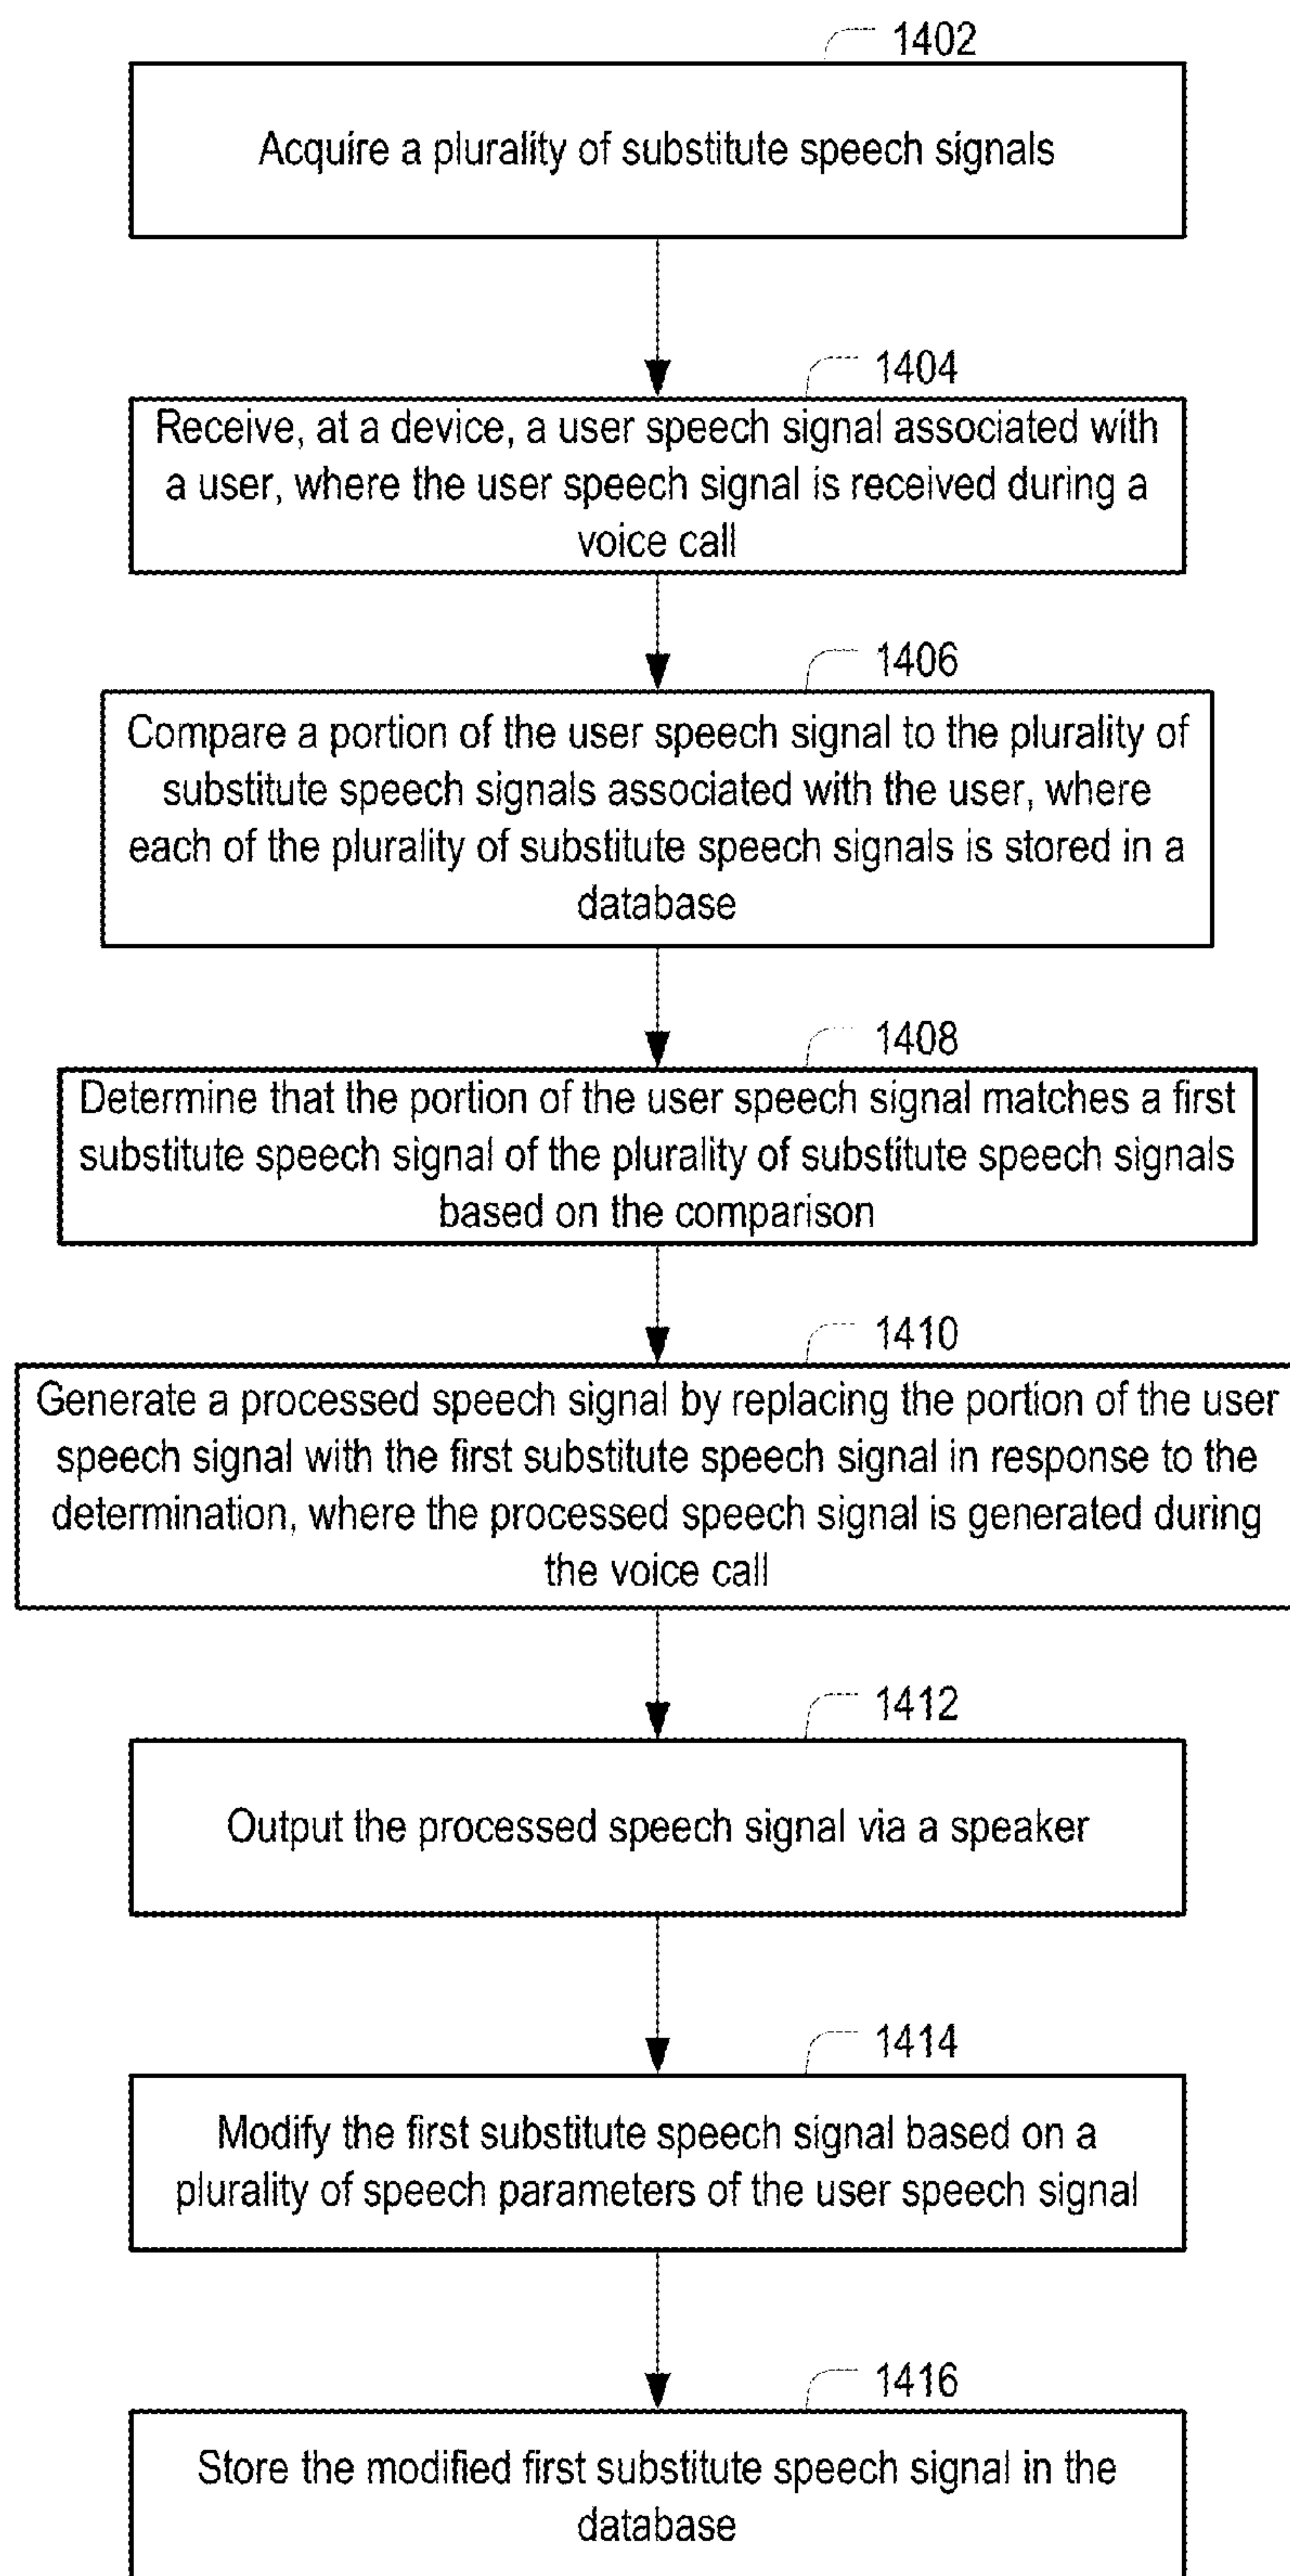 1402
Acquire a plurality of substitute speech signals
1404
Receive, at a device, a user speech signal associated with
a user, where the user speech signal is received during a
voice call
1406
Compare a portion of the user speech signal to the plurality of
substitute speech signals associated with the user, where
each of the plurality of substitute speech signals is stored in a
database
1408
Determine that the portion of the user speech signal matches a first
substitute speech signal of the plurality of substitute speech signals
based on the comparison
1410
Generate a processed speech signal by replacing the portion of the user
speech signal with the first substitute speech signal in response to the
determination, where the processed speech signal is generated during
the voice call
1412
Output the processed speech signal via a speaker
1414
Modify the first substitute speech signal based on a
plurality of speech parameters of the user speech signal
1416
Store the modified first substitute speech signal in the
database